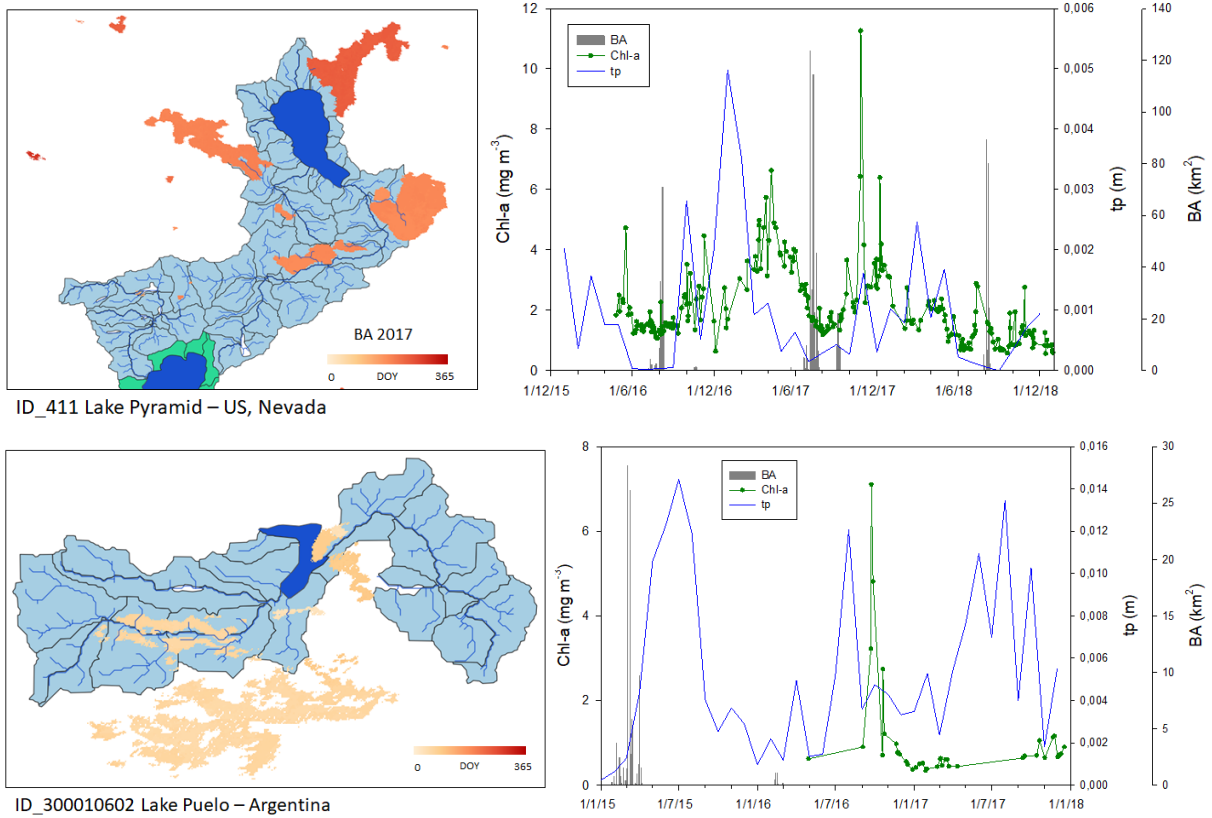 BA 2017
0 DOY 365
ID_411 Lake Pyramid – US, Nevada
12
10
8
6
4
2
0
Chl-a (mg m⁻³)
BA
Chl-a
tp
0,006
0,005
0,004
0,003
0,002
0,001
0,000
tp (m)
140
120
100
80
60
40
20
0
BA (km²)
1/12/15 1/6/16 1/12/16 1/6/17 1/12/17 1/6/18 1/12/18
0 DOY 365
ID_300010602 Lake Puelo – Argentina
8
6
4
2
0
Chl-a (mg m⁻³)
BA
Chl-a
tp
0,016
0,014
0,012
0,010
0,008
0,006
0,004
0,002
0,000
tp (m)
30
25
20
15
10
5
0
BA (km²)
1/1/15 1/7/15 1/1/16 1/7/16 1/1/17 1/7/17 1/1/18